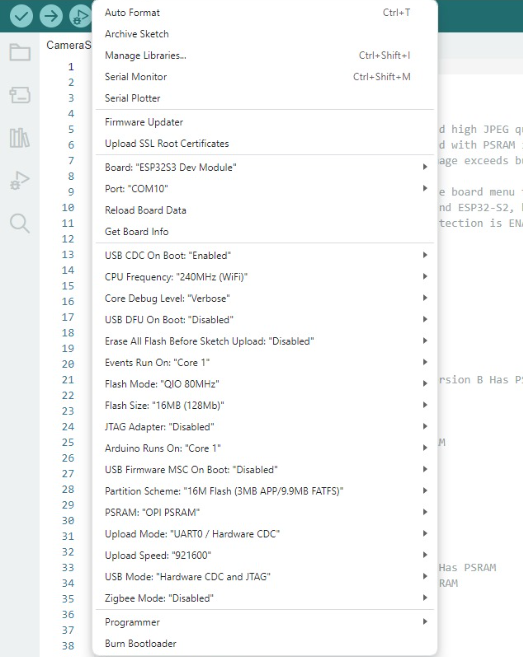 Auto Format Ctrl+T
Archive Sketch
Manage Libraries... Ctrl+Shift+I
Serial Monitor Ctrl+Shift+M
Serial Plotter
Firmware Updater
Upload SSL Root Certificates
Board: "ESP32S3 Dev Module"
Port: "COM10"
Reload Board Data
Get Board Info
USB CDC On Boot: "Enabled"
CPU Frequency: "240MHz (WiFi)"
Core Debug Level: "Verbose"
USB DFU On Boot: "Disabled"
Erase All Flash Before Sketch Upload: "Disabled"
Events Run On: "Core 1"
Flash Mode: "QIO 80MHz"
Flash Size: "16MB (128Mb)"
JTAG Adapter: "Disabled"
Arduino Runs On: "Core 1"
USB Firmware MSC On Boot: "Disabled"
Partition Scheme: "16M Flash (3MB APP/9.9MB FATFS)"
PSRAM: "OPI PSRAM"
Upload Mode: "UART0 / Hardware CDC"
Upload Speed: "921600"
USB Mode: "Hardware CDC and JTAG"
Zigbee Mode: "Disabled"
Programmer
Burn Bootloader
CameraS
1
2
3
4
5 d high JPEG qu
6 d with PSRAM i
7 age exceeds bu
8
9 e board menu
10 nd ESP32-S2,
11 tection is ENA
12
13
14
15
16
17
18
19
20
21 rsion B Has PS
22
23
24
25 M
26
27
28
29
30
31
32
33 Has PSRAM
34 RAM
35
36
37
38